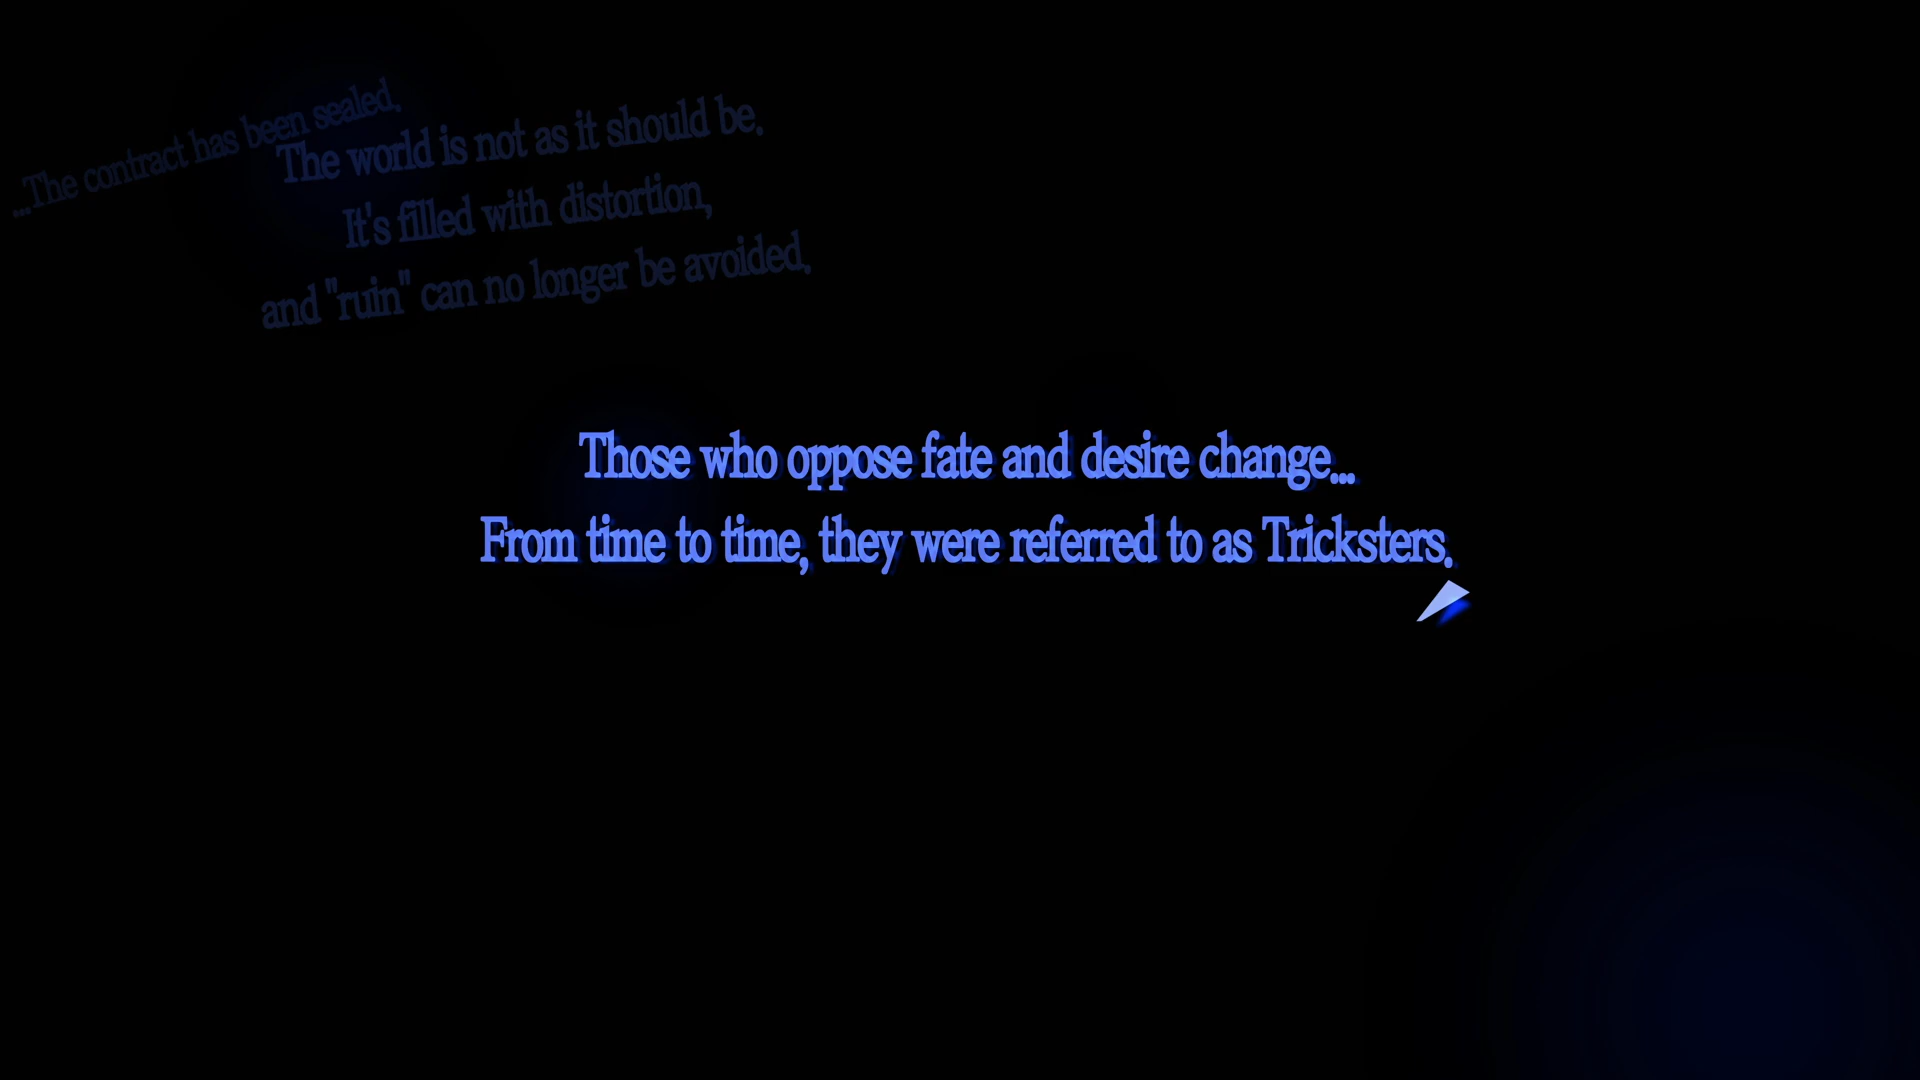 ...The contract has been sealed.
The world is not as it should be.
It's filled with distortion,
and "ruin" can no longer be avoided.
Those who oppose fate and desire change...
From time to time, they were referred to as Tricksters.